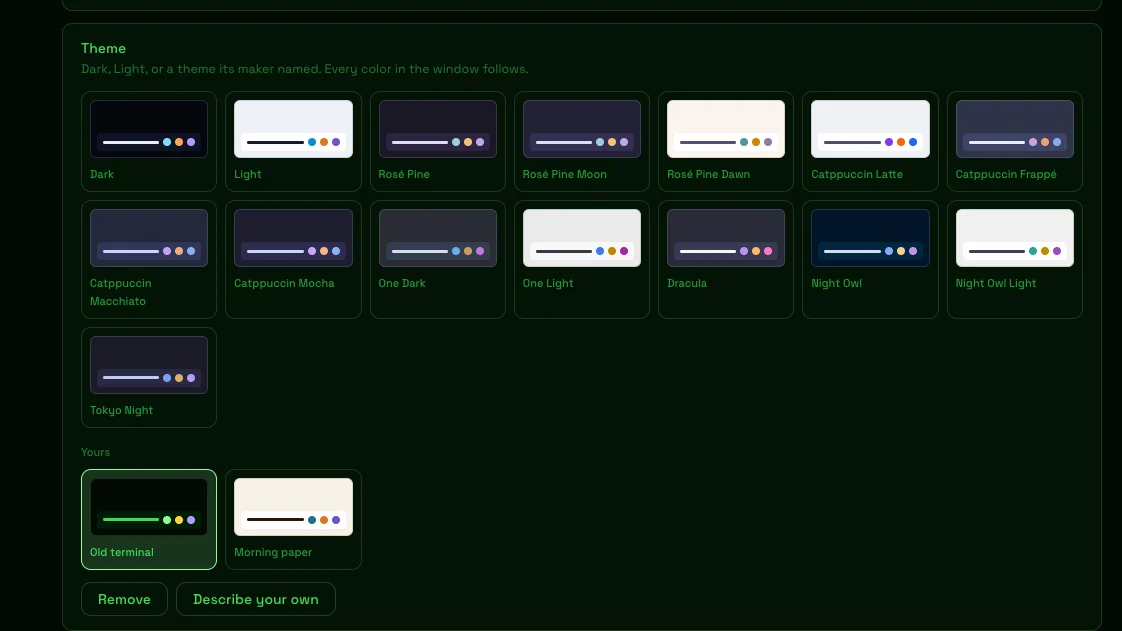 Theme
Dark, Light, or a theme its maker named. Every color in the window follows.
Dark
Light
Rosé Pine
Rosé Pine Moon
Rosé Pine Dawn
Catppuccin Latte
Catppuccin Frappé
Catppuccin
Macchiato
Catppuccin Mocha
One Dark
One Light
Dracula
Night Owl
Night Owl Light
Tokyo Night
Yours
Old terminal
Morning paper
Remove
Describe your own